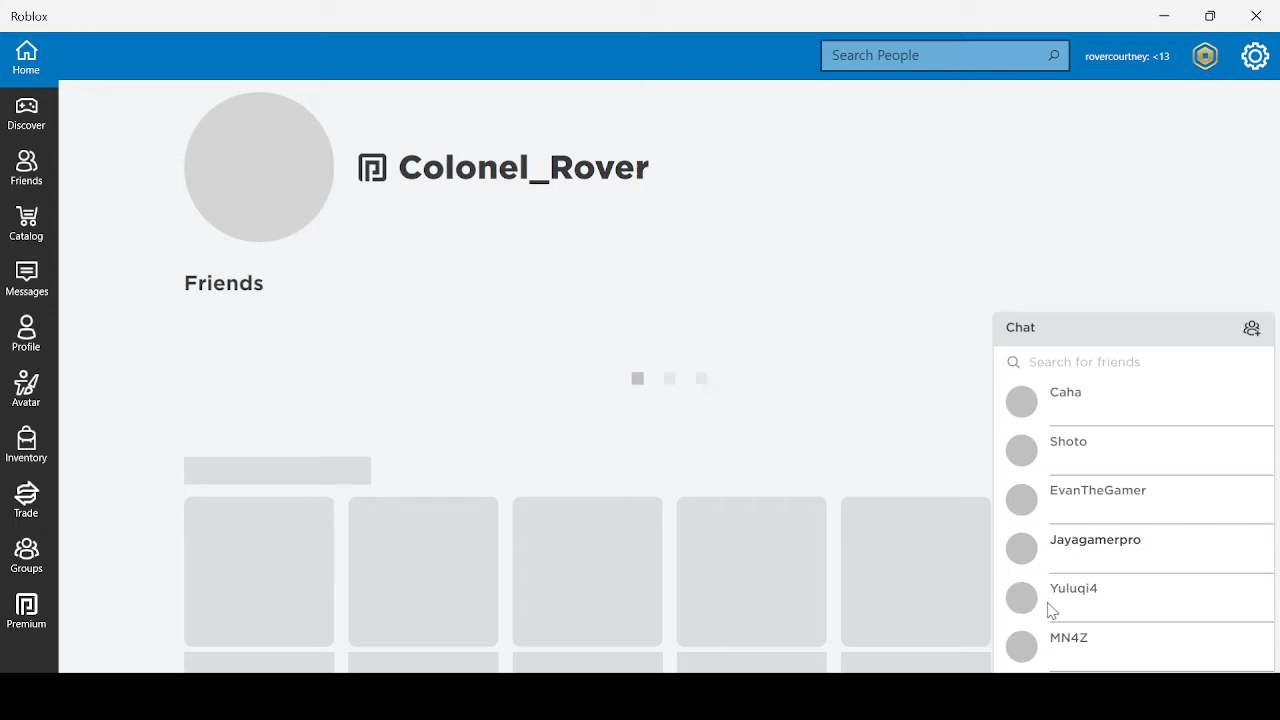 Roblox
Home
Search People
rovercourtney: <13
Discover
Friends
Catalog
Messages
Profile
Avatar
Inventory
Trade
Groups
Premium
Colonel_Rover
Friends
Chat
Search for friends
Caha
Shoto
EvanTheGamer
Jayagamerpro
Yuluqi4
MN4Z